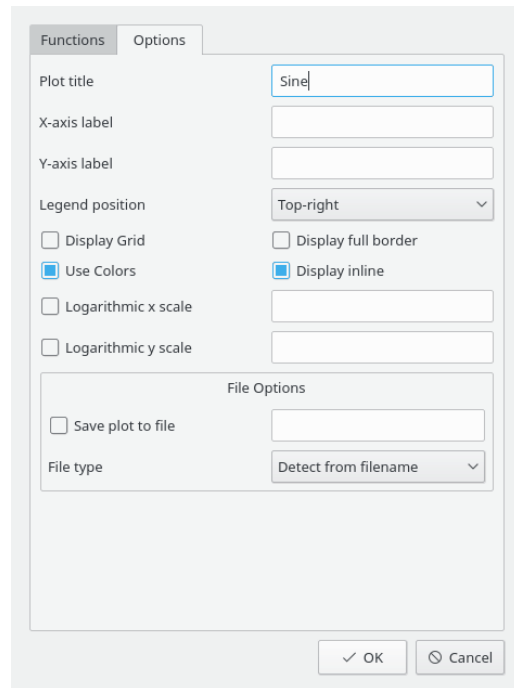 Functions Options
Plot title Sine
X-axis label
Y-axis label
Legend position Top-right
Display Grid Display full border
Use Colors Display inline
Logarithmic x scale
Logarithmic y scale
File Options
Save plot to file
File type Detect from filename
OK Cancel